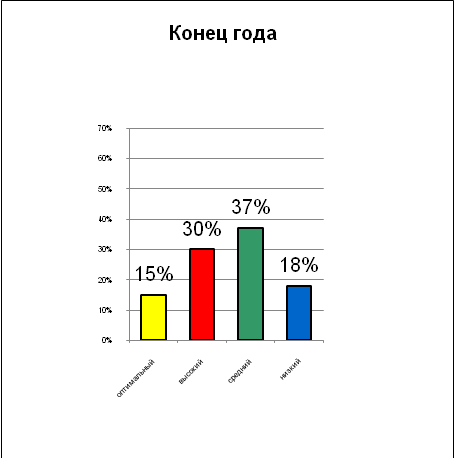 Конец года
70%
60%
50%
40%
30%
20%
10%
0%
15%
30%
37%
18%
оптимальный
высокий
средний
низкий